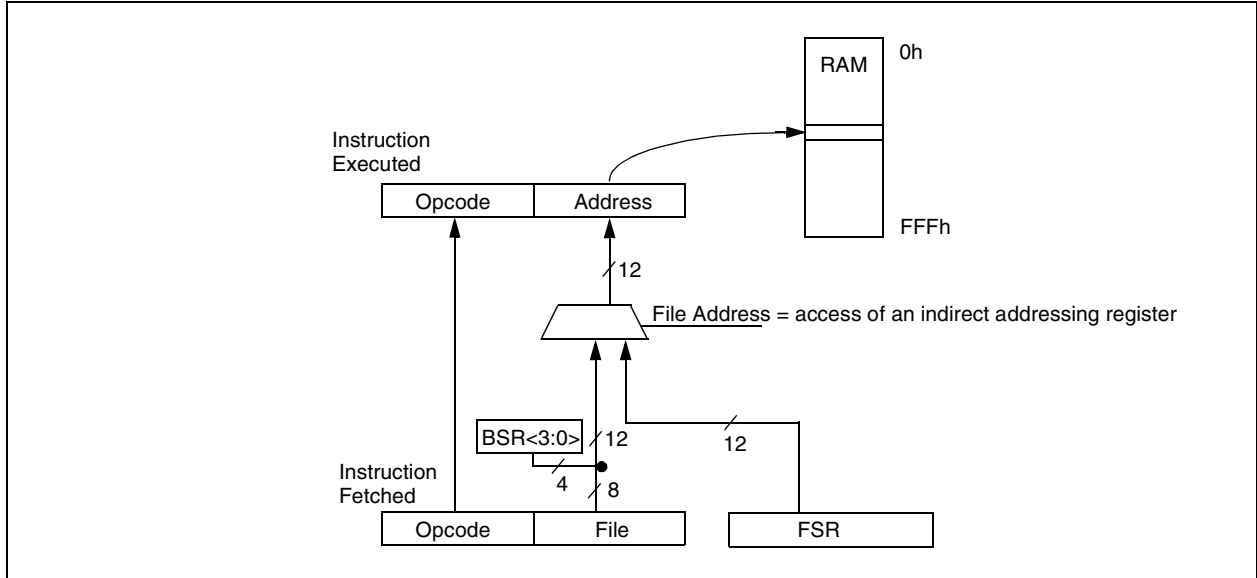 RAM
0h
Instruction
Executed
Opcode
Address
FFFh
12
File Address = access of an indirect addressing register
BSR<3:0>
12
12
Instruction
Fetched
4
8
Opcode
File
FSR